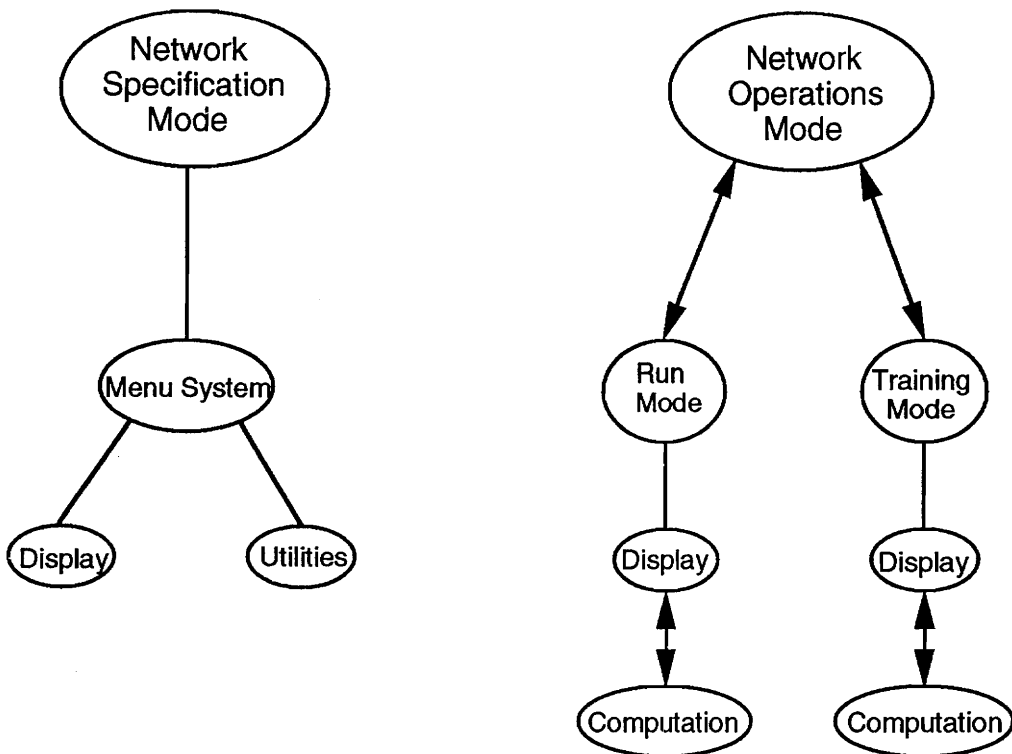 Network
Specification
Mode
Menu System
Display
Utilities
Network
Operations
Mode
Run
Mode
Training
Mode
Display
Display
Computation
Computation